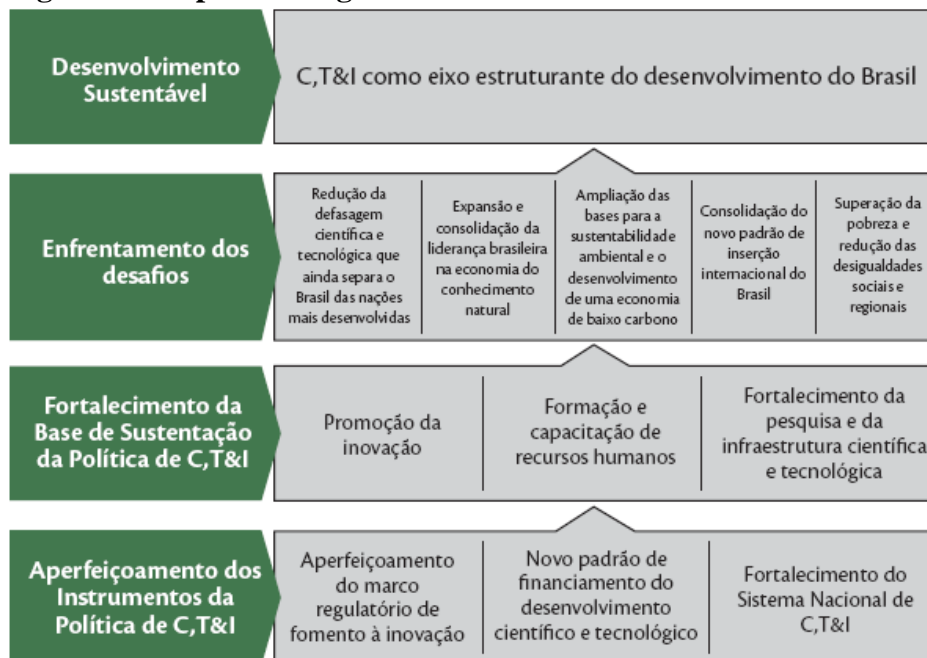 Desenvolvimento
Sustentável
C,T&I como eixo estruturante do desenvolvimento do Brasil
Enfrentamento dos
desafios
Redução da
defasagem
científica e
tecnológica que
ainda separa o
Brasil das nações
mais desenvolvidas
Expansão e
consolidação da
liderança brasileira
na economia do
conhecimento
natural
Ampliação das
bases para a
sustentabilidade
ambiental e o
desenvolvimento
de uma economia
de baixo carbono
Consolidação do
novo padrão de
inserção
internacional do
Brasil
Superação da
pobreza e
redução das
desigualdades
sociais e
regionais
Fortalecimento da
Base de Sustentação
da Política de C,T&I
Promoção da
inovação
Formação e
capacitação de
recursos humanos
Fortalecimento da
pesquisa e da
infraestrutura científica
e tecnológica
Aperfeiçoamento dos
Instrumentos da
Política de C,T&I
Aperfeiçoamento
do marco
regulatório de
fomento à inovação
Novo padrão de
financiamento do
desenvolvimento
científico e tecnológico
Fortalecimento do
Sistema Nacional de
C,T&I